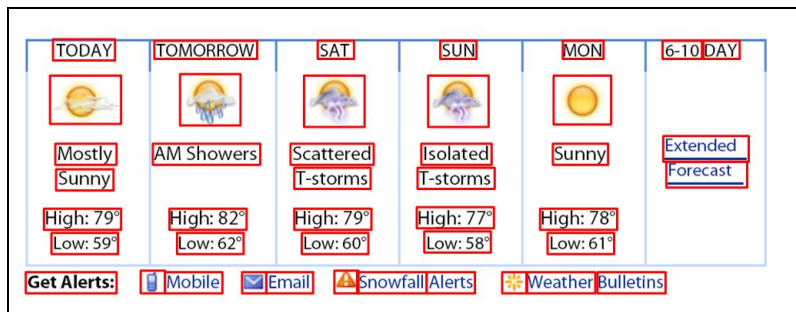 TODAY TOMORROW SAT SUN MON 6-10 DAY
Mostly Sunny AM Showers Scattered T-storms Isolated T-storms Sunny Extended Forecast
High: 79° High: 82° High: 79° High: 77° High: 78°
Low: 59° Low: 62° Low: 60° Low: 58° Low: 61°
Get Alerts: Mobile Email Snowfall Alerts Weather Bulletins